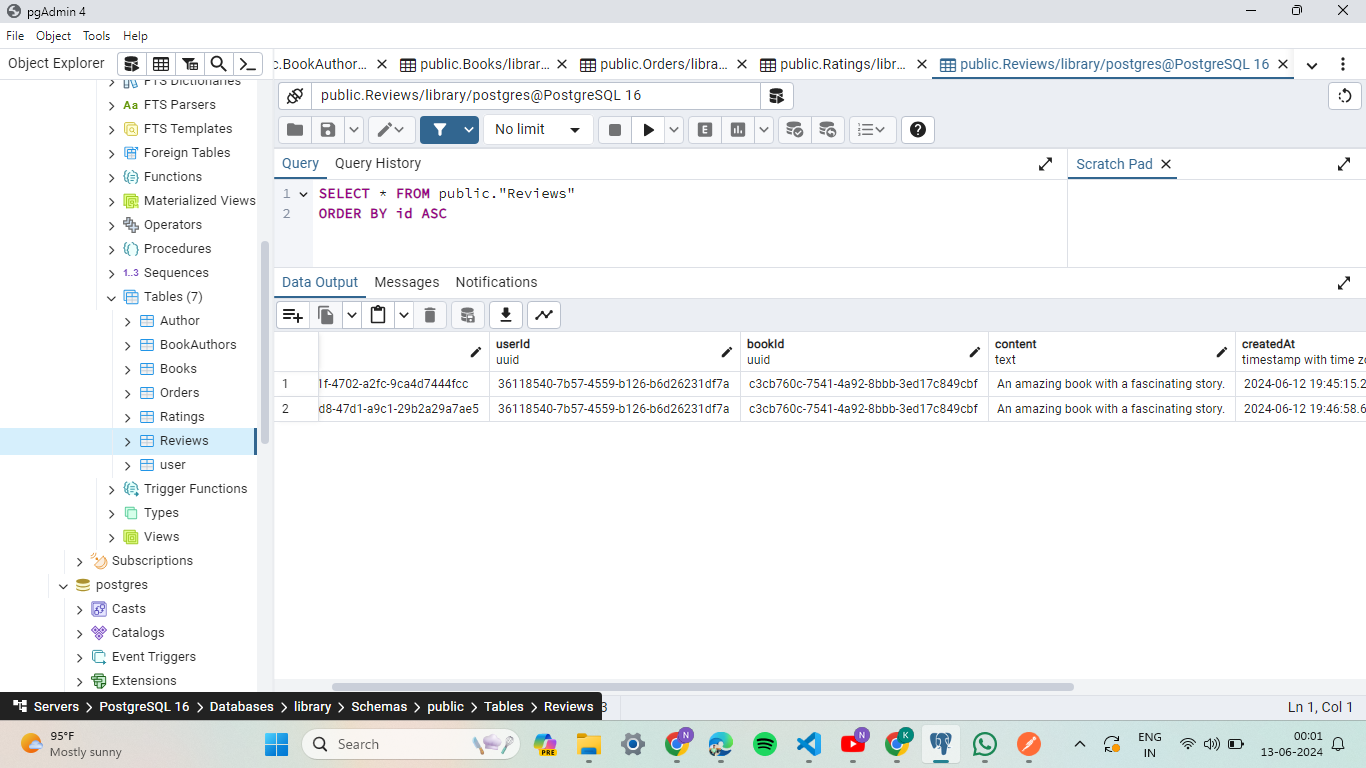 pgAdmin 4
File Object Tools Help
Object Explorer
c.BookAuthor... public.Books/librar... public.Orders/libra... public.Ratings/libr... public.Reviews/library/postgres@PostgreSQL 16
public.Reviews/library/postgres@PostgreSQL 16
No limit
E
Query Query History Scratch Pad
1 SELECT * FROM public."Reviews"
2 ORDER BY id ASC
Data Output Messages Notifications
userId bookId content createdAt
uuid uuid text timestamp with time zo
1 1f-4702-a2fc-9ca4d7444fcc 36118540-7b57-4559-b126-b6d26231df7a c3cb760c-7541-4a92-8bbb-3ed17c849cbf An amazing book with a fascinating story. 2024-06-12 19:45:15.2
2 d8-47d1-a9c1-29b2a29a7ae5 36118540-7b57-4559-b126-b6d26231df7a c3cb760c-7541-4a92-8bbb-3ed17c849cbf An amazing book with a fascinating story. 2024-06-12 19:46:58.6
FTS Dictionaries
Aa FTS Parsers
FTS Templates
Foreign Tables
Functions
Materialized Views
Operators
Procedures
1..3 Sequences
Tables (7)
Author
BookAuthors
Books
Orders
Ratings
Reviews
user
Trigger Functions
Types
Views
Subscriptions
postgres
Casts
Catalogs
Event Triggers
Extensions
Servers PostgreSQL 16 Databases library Schemas public Tables Reviews
Ln 1, Col 1
95°F
Mostly sunny
Search
PRE
N
N
K
ENG
IN
00:01
13-06-2024